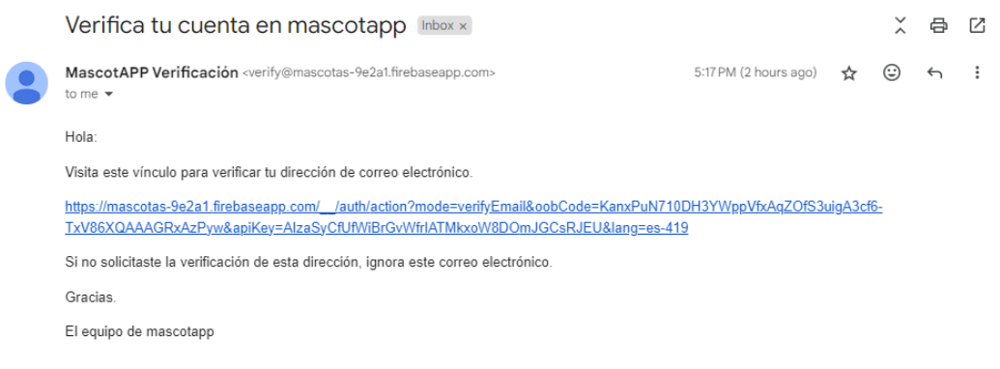 Verifica tu cuenta en mascotapp Inbox ×
MascotAPP Verificación <verify@mascotas-9e2a1.firebaseapp.com> 5:17 PM (2 hours ago)
to me
Hola:
Visita este vínculo para verificar tu dirección de correo electrónico.
https://mascotas-9e2a1.firebaseapp.com/__/auth/action?mode=verifyEmail&oobCode=KanxPuN710DH3YWppVfxAqZOfS3uigA3cf6-
TxV86XQAAAGRxAzPyw&apiKey=AIzaSyCfUfWiBrGvWfrIATMkxoW8DOmJGCsRJEU&lang=es-419
Si no solicitaste la verificación de esta dirección, ignora este correo electrónico.
Gracias.
El equipo de mascotapp